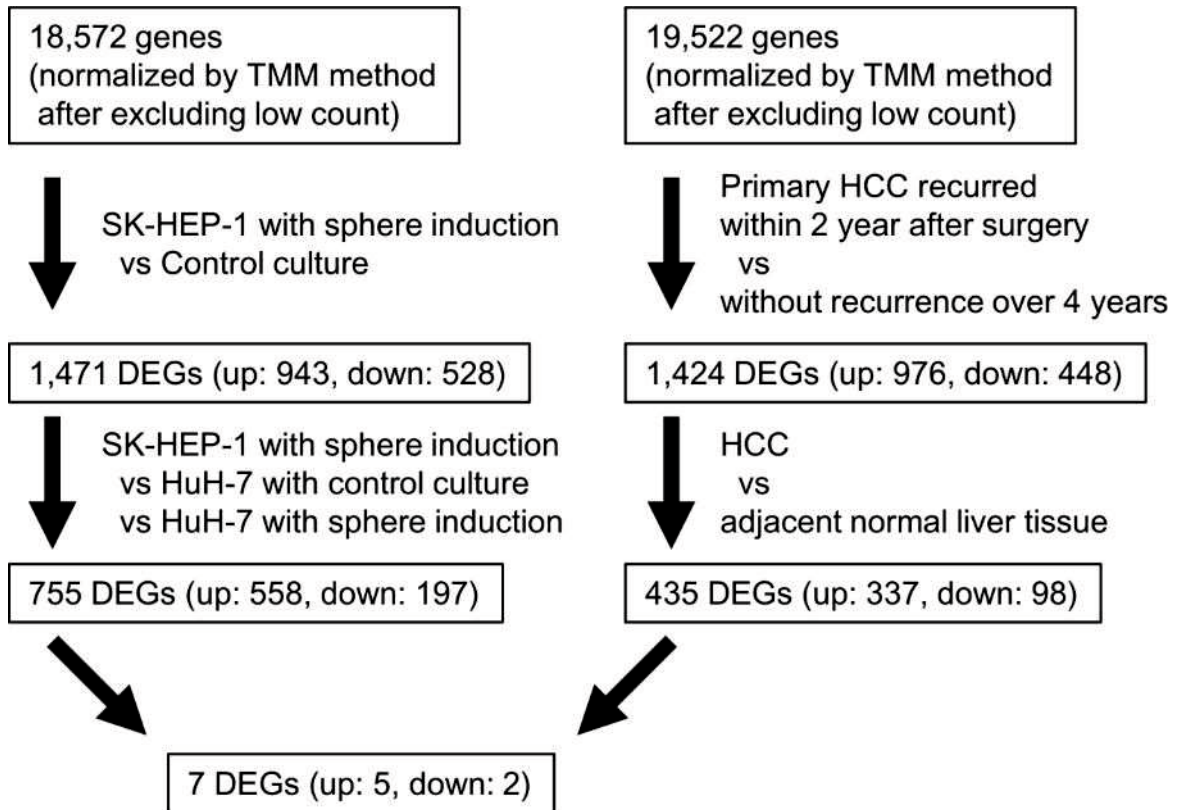 18,572 genes
(normalized by TMM method
after excluding low count)
19,522 genes
(normalized by TMM method
after excluding low count)
SK-HEP-1 with sphere induction
vs Control culture
Primary HCC recurred
within 2 year after surgery
vs
without recurrence over 4 years
1,471 DEGs (up: 943, down: 528)
1,424 DEGs (up: 976, down: 448)
SK-HEP-1 with sphere induction
vs HuH-7 with control culture
vs HuH-7 with sphere induction
HCC
vs
adjacent normal liver tissue
755 DEGs (up: 558, down: 197)
435 DEGs (up: 337, down: 98)
7 DEGs (up: 5, down: 2)